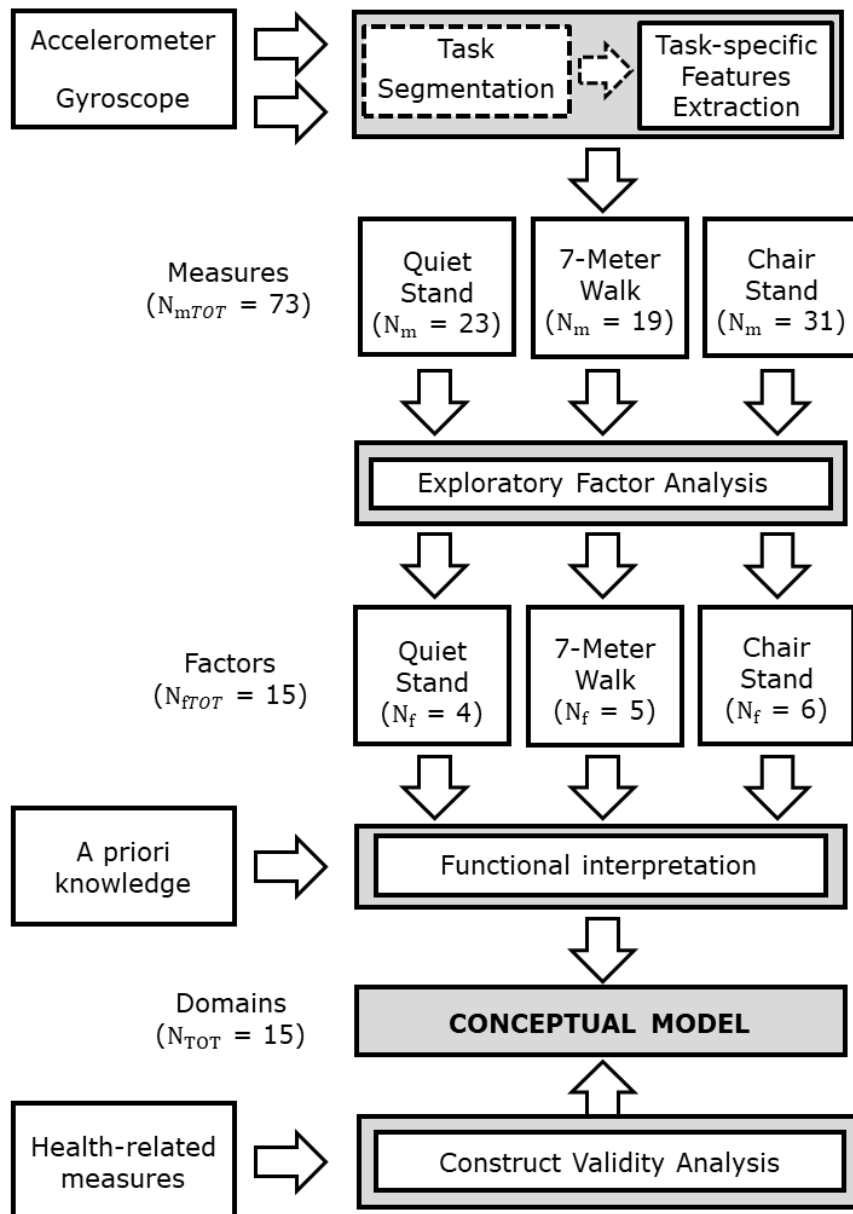 Accelerometer
Gyroscope
Task
Segmentation
Task-specific
Features
Extraction
Measures
(NmTOT = 73)
Quiet
Stand
(Nm = 23)
7-Meter
Walk
(Nm = 19)
Chair
Stand
(Nm = 31)
Exploratory Factor Analysis
Factors
(NfTOT = 15)
Quiet
Stand
(Nf = 4)
7-Meter
Walk
(Nf = 5)
Chair
Stand
(Nf = 6)
A priori
knowledge
Functional interpretation
Domains
(NTOT = 15)
CONCEPTUAL MODEL
Health-related
measures
Construct Validity Analysis